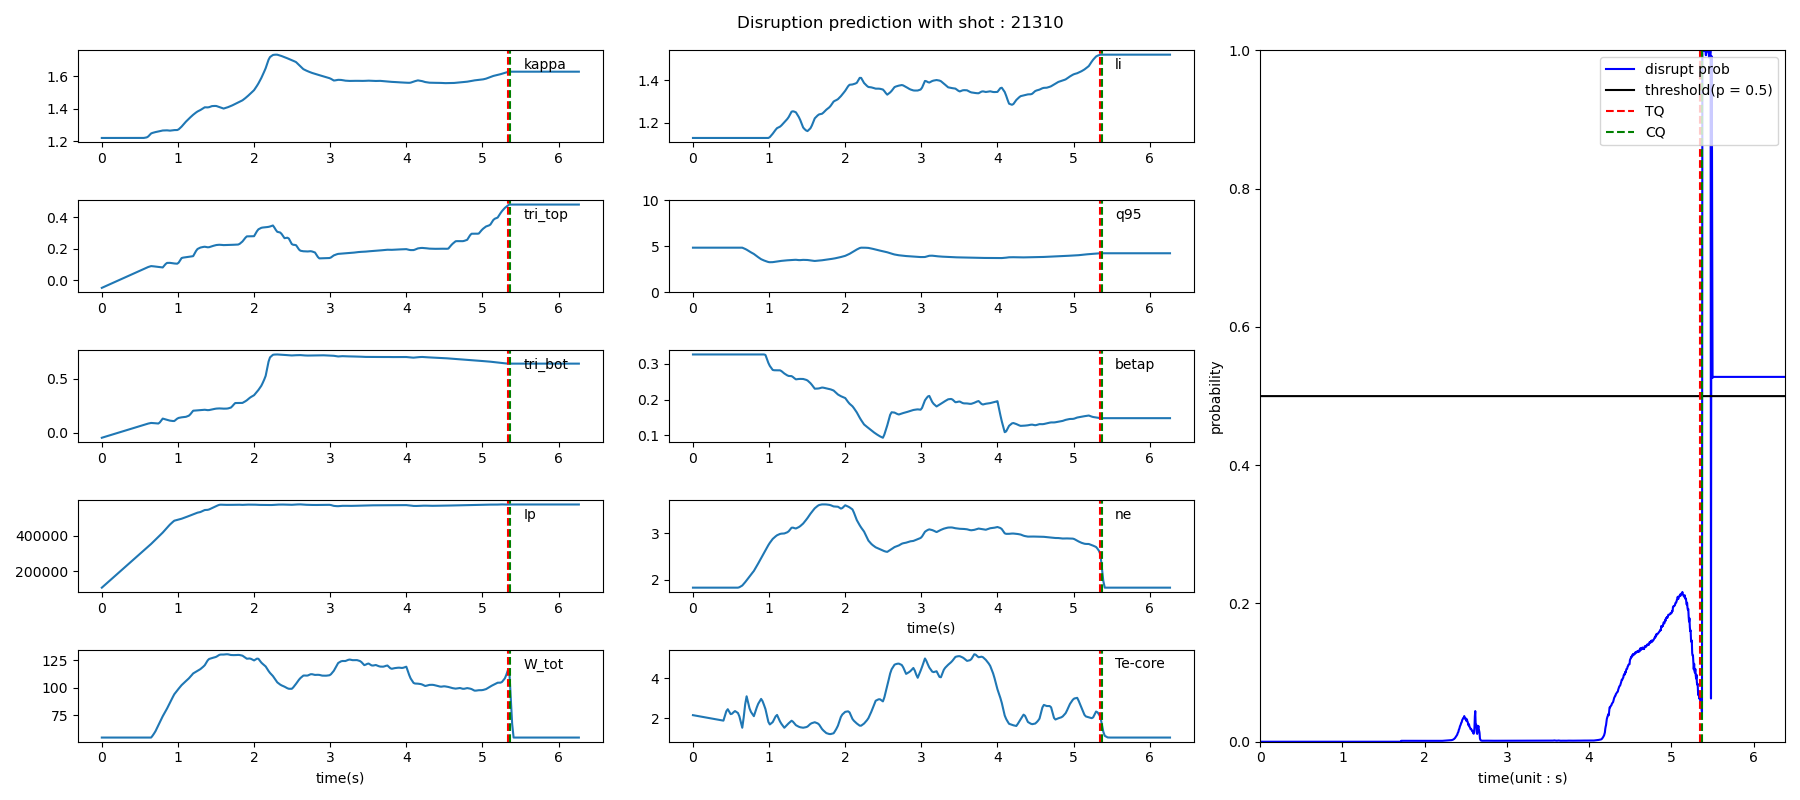 Disruption prediction with shot : 21310
kappa
1.6
1.4
1.2
0 1 2 3 4 5 6
li
1.4
1.2
0 1 2 3 4 5 6
tri_top
0.4
0.2
0.0
0 1 2 3 4 5 6
q95
10
5
0
0 1 2 3 4 5 6
tri_bot
0.5
0.0
0 1 2 3 4 5 6
betap
0.3
0.2
0.1
0 1 2 3 4 5 6
Ip
400000
200000
0 1 2 3 4 5 6
ne
3
2
0 1 2 3 4 5 6
time(s)
W_tot
125
100
75
0 1 2 3 4 5 6
time(s)
Te-core
4
2
0 1 2 3 4 5 6
disrupt prob
threshold(p = 0.5)
TQ
CQ
probability
1.0
0.8
0.6
0.4
0.2
0.0
0 1 2 3 4 5 6
time(unit : s)